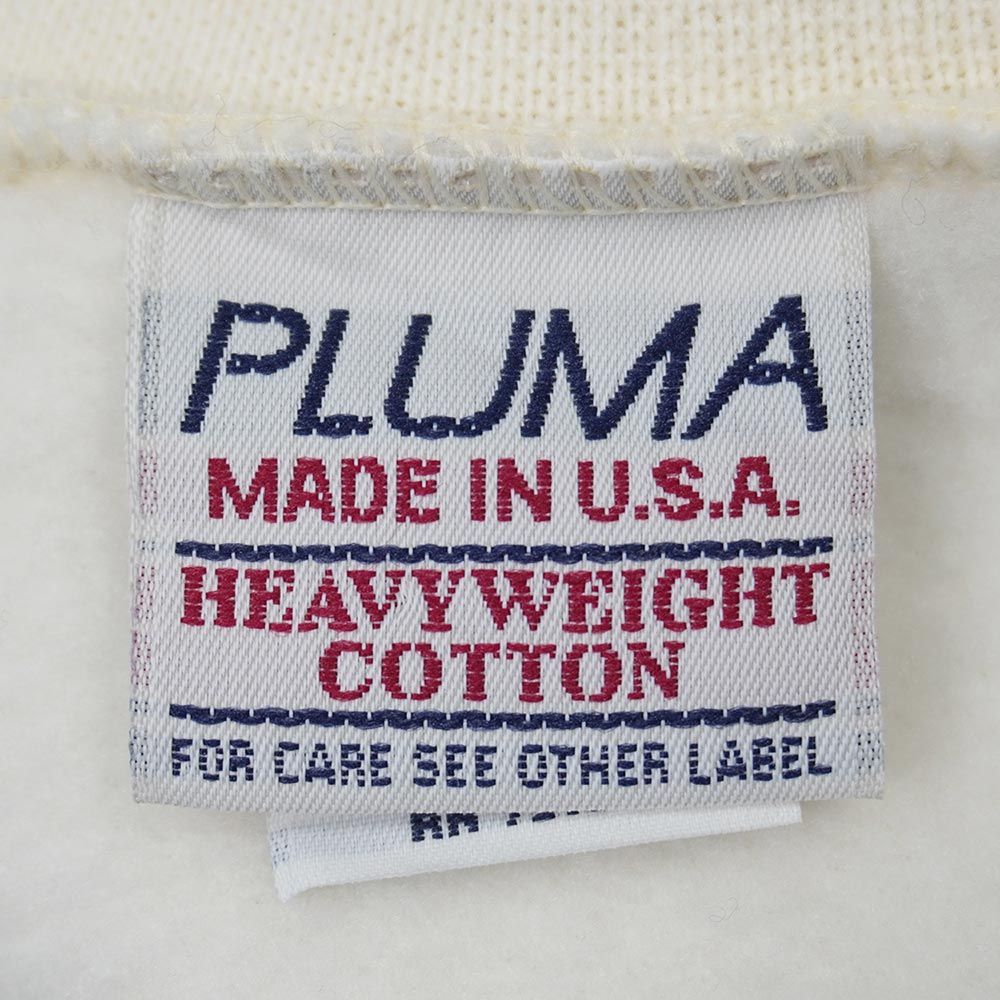 PLUMA
MADE IN U.S.A.
HEAVYWEIGHT
COTTON
FOR CARE SEE OTHER LABEL